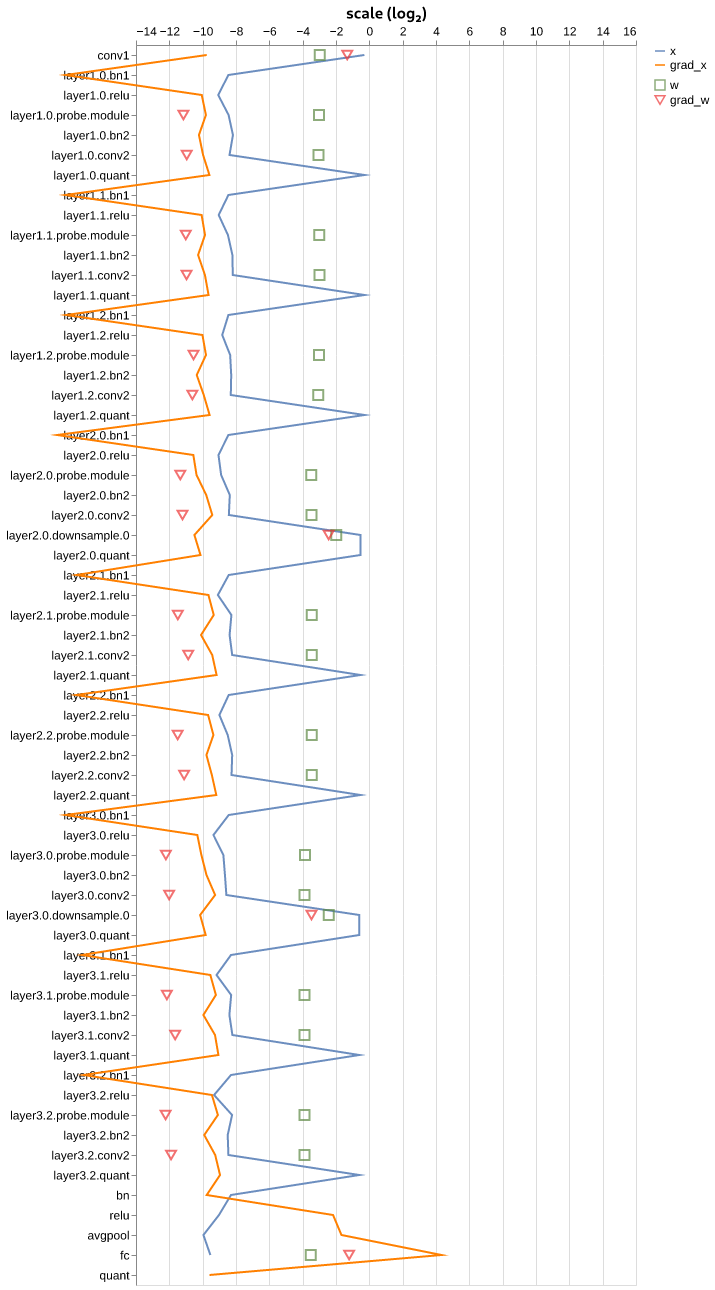 scale (log₂)
−14 −12 −10 −8 −6 −4 −2 0 2 4 6 8 10 12 14 16
x
grad_x
w
grad_w
conv1
layer1.0.bn1
layer1.0.relu
layer1.0.probe.module
layer1.0.bn2
layer1.0.conv2
layer1.0.quant
layer1.1.bn1
layer1.1.relu
layer1.1.probe.module
layer1.1.bn2
layer1.1.conv2
layer1.1.quant
layer1.2.bn1
layer1.2.relu
layer1.2.probe.module
layer1.2.bn2
layer1.2.conv2
layer1.2.quant
layer2.0.bn1
layer2.0.relu
layer2.0.probe.module
layer2.0.bn2
layer2.0.conv2
layer2.0.downsample.0
layer2.0.quant
layer2.1.bn1
layer2.1.relu
layer2.1.probe.module
layer2.1.bn2
layer2.1.conv2
layer2.1.quant
layer2.2.bn1
layer2.2.relu
layer2.2.probe.module
layer2.2.bn2
layer2.2.conv2
layer2.2.quant
layer3.0.bn1
layer3.0.relu
layer3.0.probe.module
layer3.0.bn2
layer3.0.conv2
layer3.0.downsample.0
layer3.0.quant
layer3.1.bn1
layer3.1.relu
layer3.1.probe.module
layer3.1.bn2
layer3.1.conv2
layer3.1.quant
layer3.2.bn1
layer3.2.relu
layer3.2.probe.module
layer3.2.bn2
layer3.2.conv2
layer3.2.quant
bn
relu
avgpool
fc
quant